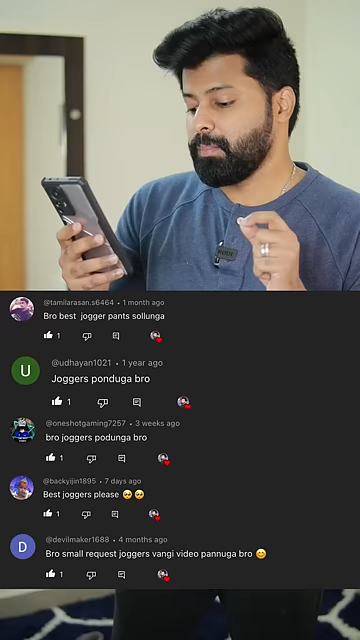 RODE
@tamilarasan.s6464 • 1 month ago
Bro best jogger pants sollunga
1
U
@udhayan1021 • 1 year ago
Joggers ponduga bro
1
@oneshotgaming7257 • 3 weeks ago
bro joggers podunga bro
1
@backyijin1895 • 7 days ago
Best joggers please 🥺🥺
1
D
@devilmaker1688 • 4 months ago
Bro small request joggers vangi video pannuga bro 😊
1